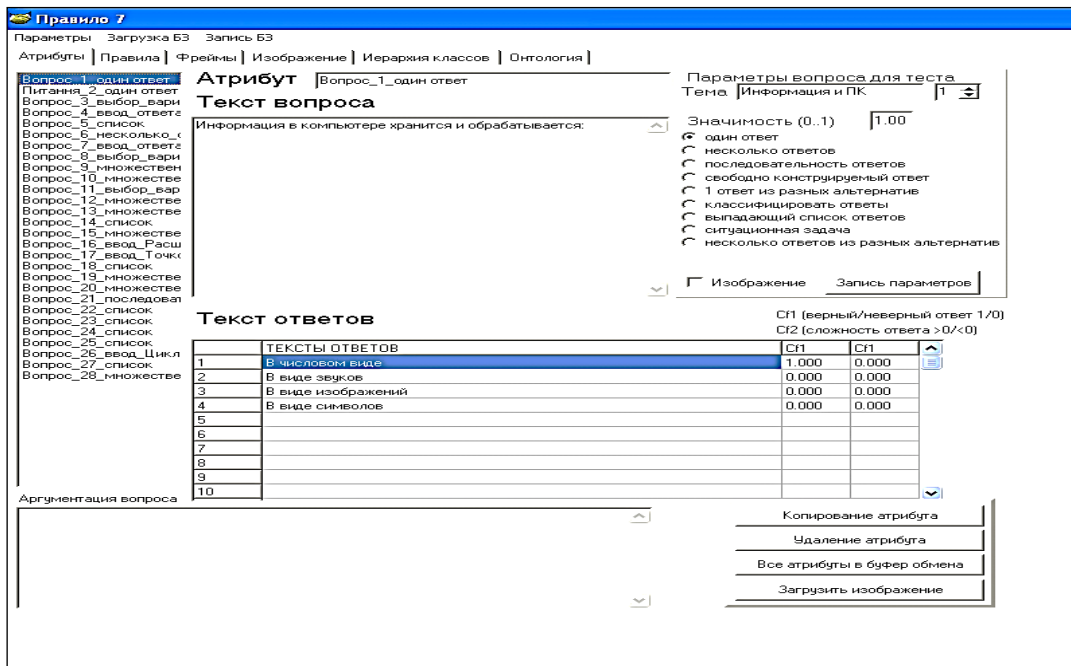 Правило 7
Параметры Загрузка БЗ Запись БЗ
Атрибуты Правила Фреймы Изображение Иерархия классов Онтология
Вопрос_1_один ответ
Питання_2_один ответ
Вопрос_3_выбор_вари
Вопрос_4_ввод_ответа
Вопрос_5_список
Вопрос_6_несколько_о
Вопрос_7_ввод_ответа
Вопрос_8_выбор_вари
Вопрос_9_множествен
Вопрос_10_множестве
Вопрос_11_выбор_вар
Вопрос_12_множестве
Вопрос_13_множестве
Вопрос_14_список
Вопрос_15_множестве
Вопрос_16_ввод_Расш
Вопрос_17_ввод_Точкс
Вопрос_18_список
Вопрос_19_множестве
Вопрос_20_множестве
Вопрос_21_последоват
Вопрос_22_список
Вопрос_23_список
Вопрос_24_список
Вопрос_25_список
Вопрос_26_ввод_Цикл
Вопрос_27_список
Вопрос_28_множестве
Атрибут Вопрос_1_один ответ
Текст вопроса
Информация в компьютере хранится и обрабатывается:
Параметры вопроса для теста
Тема Информация и ПК 1
Значимость (0..1) 1.00
один ответ
несколько ответов
последовательность ответов
свободно конструируемый ответ
1 ответ из разных альтернатив
классифицировать ответы
выпадающий список ответов
ситуационная задача
несколько ответов из разных альтернатив
Изображение Запись параметров
Текст ответов
Cf1 (верный/неверный ответ 1/0)
Cf2 (сложность ответа >0/<0)
ТЕКСТЫ ОТВЕТОВ Cf1 Cf1
1 В числовом виде 1.000 0.000
2 В виде звуков 0.000 0.000
3 В виде изображений 0.000 0.000
4 В виде символов 0.000 0.000
5
6
7
8
9
10
Аргументация вопроса
Копирование атрибута
Удаление атрибута
Все атрибуты в буфер обмена
Загрузить изображение